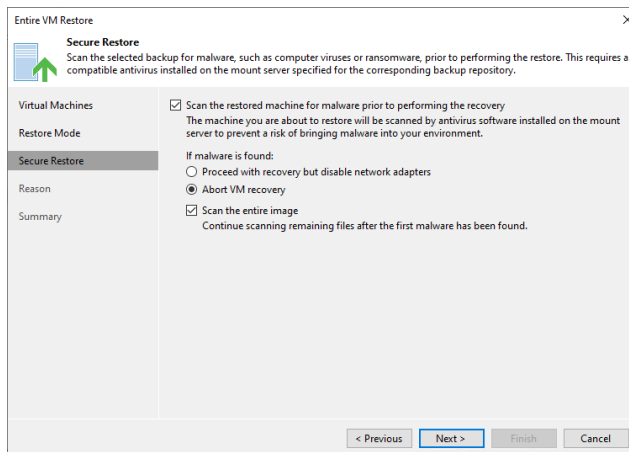 Entire VM Restore
Secure Restore
Scan the selected backup for malware, such as computer viruses or ransomware, prior to performing the restore. This requires a
compatible antivirus installed on the mount server specified for the corresponding backup repository.
Virtual Machines
Restore Mode
Secure Restore
Reason
Summary
Scan the restored machine for malware prior to performing the recovery
The machine you are about to restore will be scanned by antivirus software installed on the mount
server to prevent a risk of bringing malware into your environment.
If malware is found:
Proceed with recovery but disable network adapters
Abort VM recovery
Scan the entire image
Continue scanning remaining files after the first malware has been found.
< Previous
Next >
Finish
Cancel